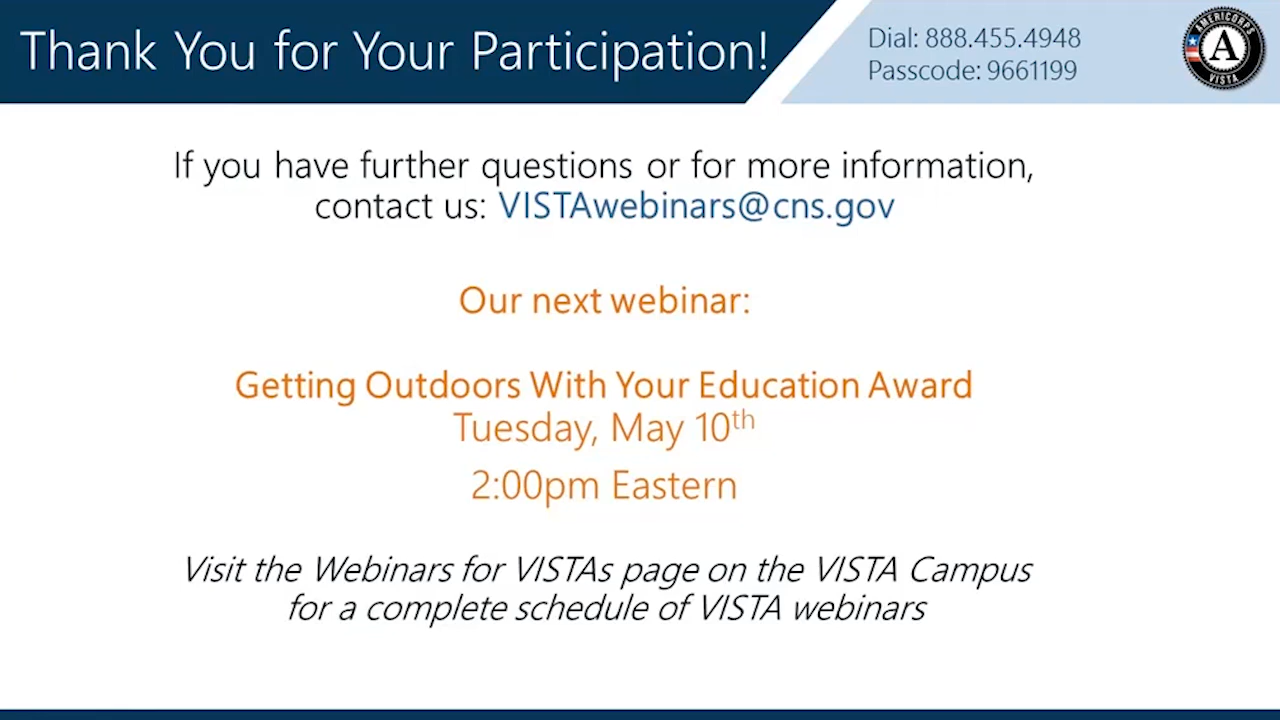 Thank You for Your Participation!
Dial: 888.455.4948
Passcode: 9661199
AMERICORPS
A
VISTA
If you have further questions or for more information,
contact us: VISTAwebinars@cns.gov
Our next webinar:
Getting Outdoors With Your Education Award
Tuesday, May 10th
2:00pm Eastern
Visit the Webinars for VISTAs page on the VISTA Campus
for a complete schedule of VISTA webinars